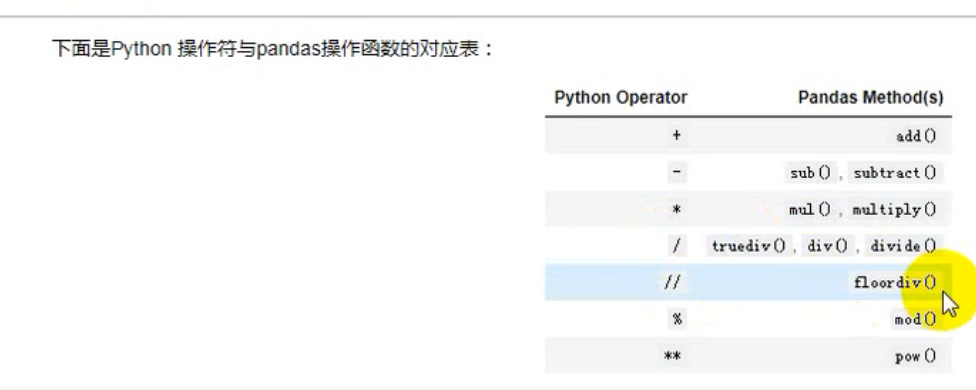 下面是Python 操作符与pandas操作函数的对应表：
Python Operator Pandas Method(s)
+ add()
- sub(), subtract()
* mul(), multiply()
/ truediv(), div(), divide()
// floordiv()
% mod()
** pow()